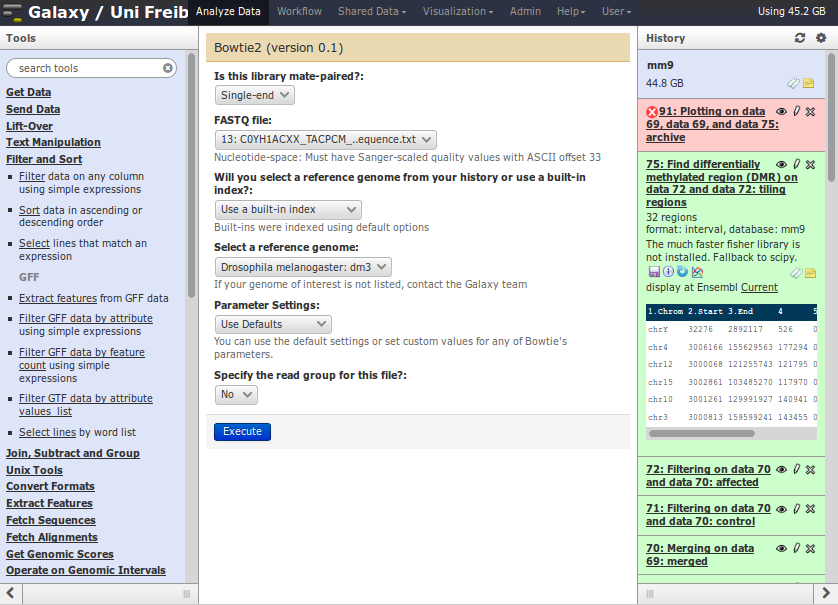 Galaxy / Uni Freib
Analyze Data
Workflow
Shared Data
Visualization
Admin
Help
User
Using 45.2 GB
Tools
search tools
Get Data
Send Data
Lift-Over
Text Manipulation
Filter and Sort
Filter data on any column
using simple expressions
Sort data in ascending or
descending order
Select lines that match an
expression
GFF
Extract features from GFF data
Filter GFF data by attribute
using simple expressions
Filter GFF data by feature
count using simple
expressions
Filter GTF data by attribute
values_list
Select lines by word list
Join, Subtract and Group
Unix Tools
Convert Formats
Extract Features
Fetch Sequences
Fetch Alignments
Get Genomic Scores
Operate on Genomic Intervals
Bowtie2 (version 0.1)
Is this library mate-paired?:
Single-end
FASTQ file:
13: C0YH1ACXX_TACPCM_..equence.txt
Nucleotide-space: Must have Sanger-scaled quality values with ASCII offset 33
Will you select a reference genome from your history or use a built-in
index?:
Use a built-in index
Built-ins were indexed using default options
Select a reference genome:
Drosophila melanogaster: dm3
If your genome of interest is not listed, contact the Galaxy team
Parameter Settings:
Use Defaults
You can use the default settings or set custom values for any of Bowtie's
parameters.
Specify the read group for this file?:
No
Execute
History
mm9
44.8 GB
91: Plotting on data
69, data 69, and data 75:
archive
75: Find differentially
methylated region (DMR) on
data 72 and data 72: tiling
regions
32 regions
format: interval, database: mm9
The much faster fisher library is
not installed. Fallback to scipy.
display at Ensembl Current
1.Chrom 2.Start 3.End 4 5
chrY 32276 2892117 526 0
chr4 3006166 155629563 177294 0
chr12 3000068 121255743 121795 0
chr15 3002861 103485270 117970 0
chr10 3001261 129991927 140941 0
chr3 3000813 159599241 143455 0
72: Filtering on data 70
and data 70: affected
71: Filtering on data 70
and data 70: control
70: Merging on data
69: merged